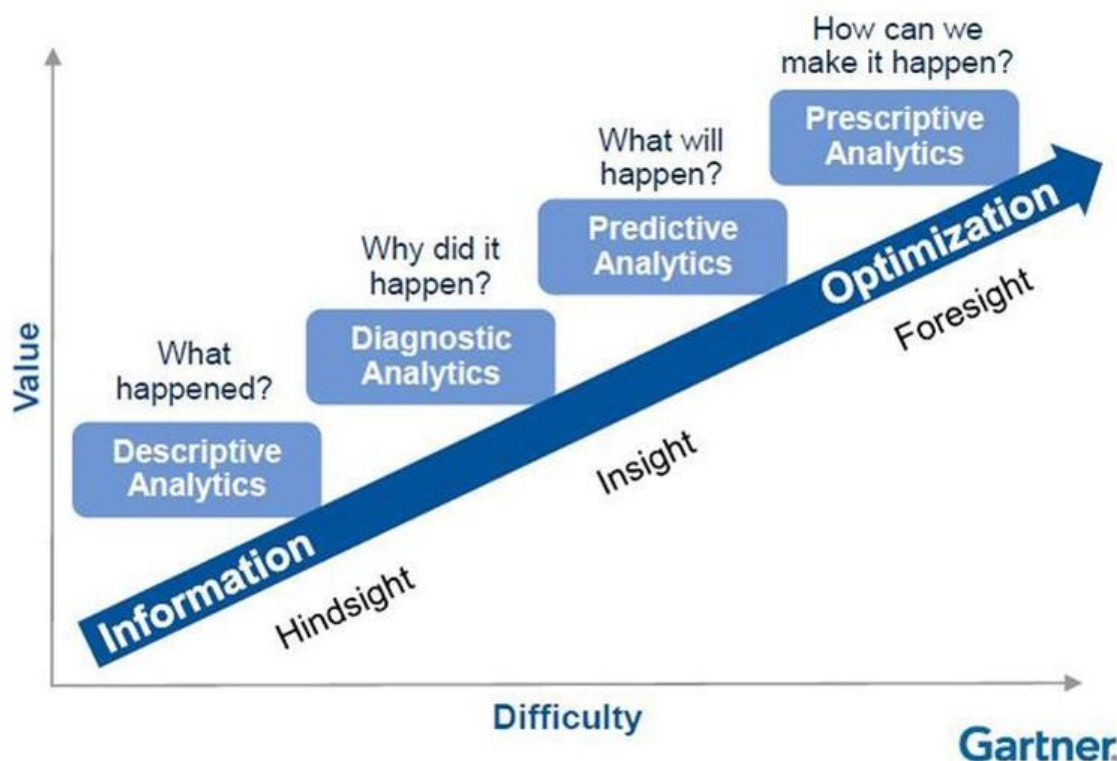 How can we
make it happen?
Prescriptive
Analytics
What will
happen?
Predictive
Analytics
Why did it
happen?
Diagnostic
Analytics
What
happened?
Descriptive
Analytics
Value
Information
Optimization
Hindsight
Insight
Foresight
Difficulty
Gartner.